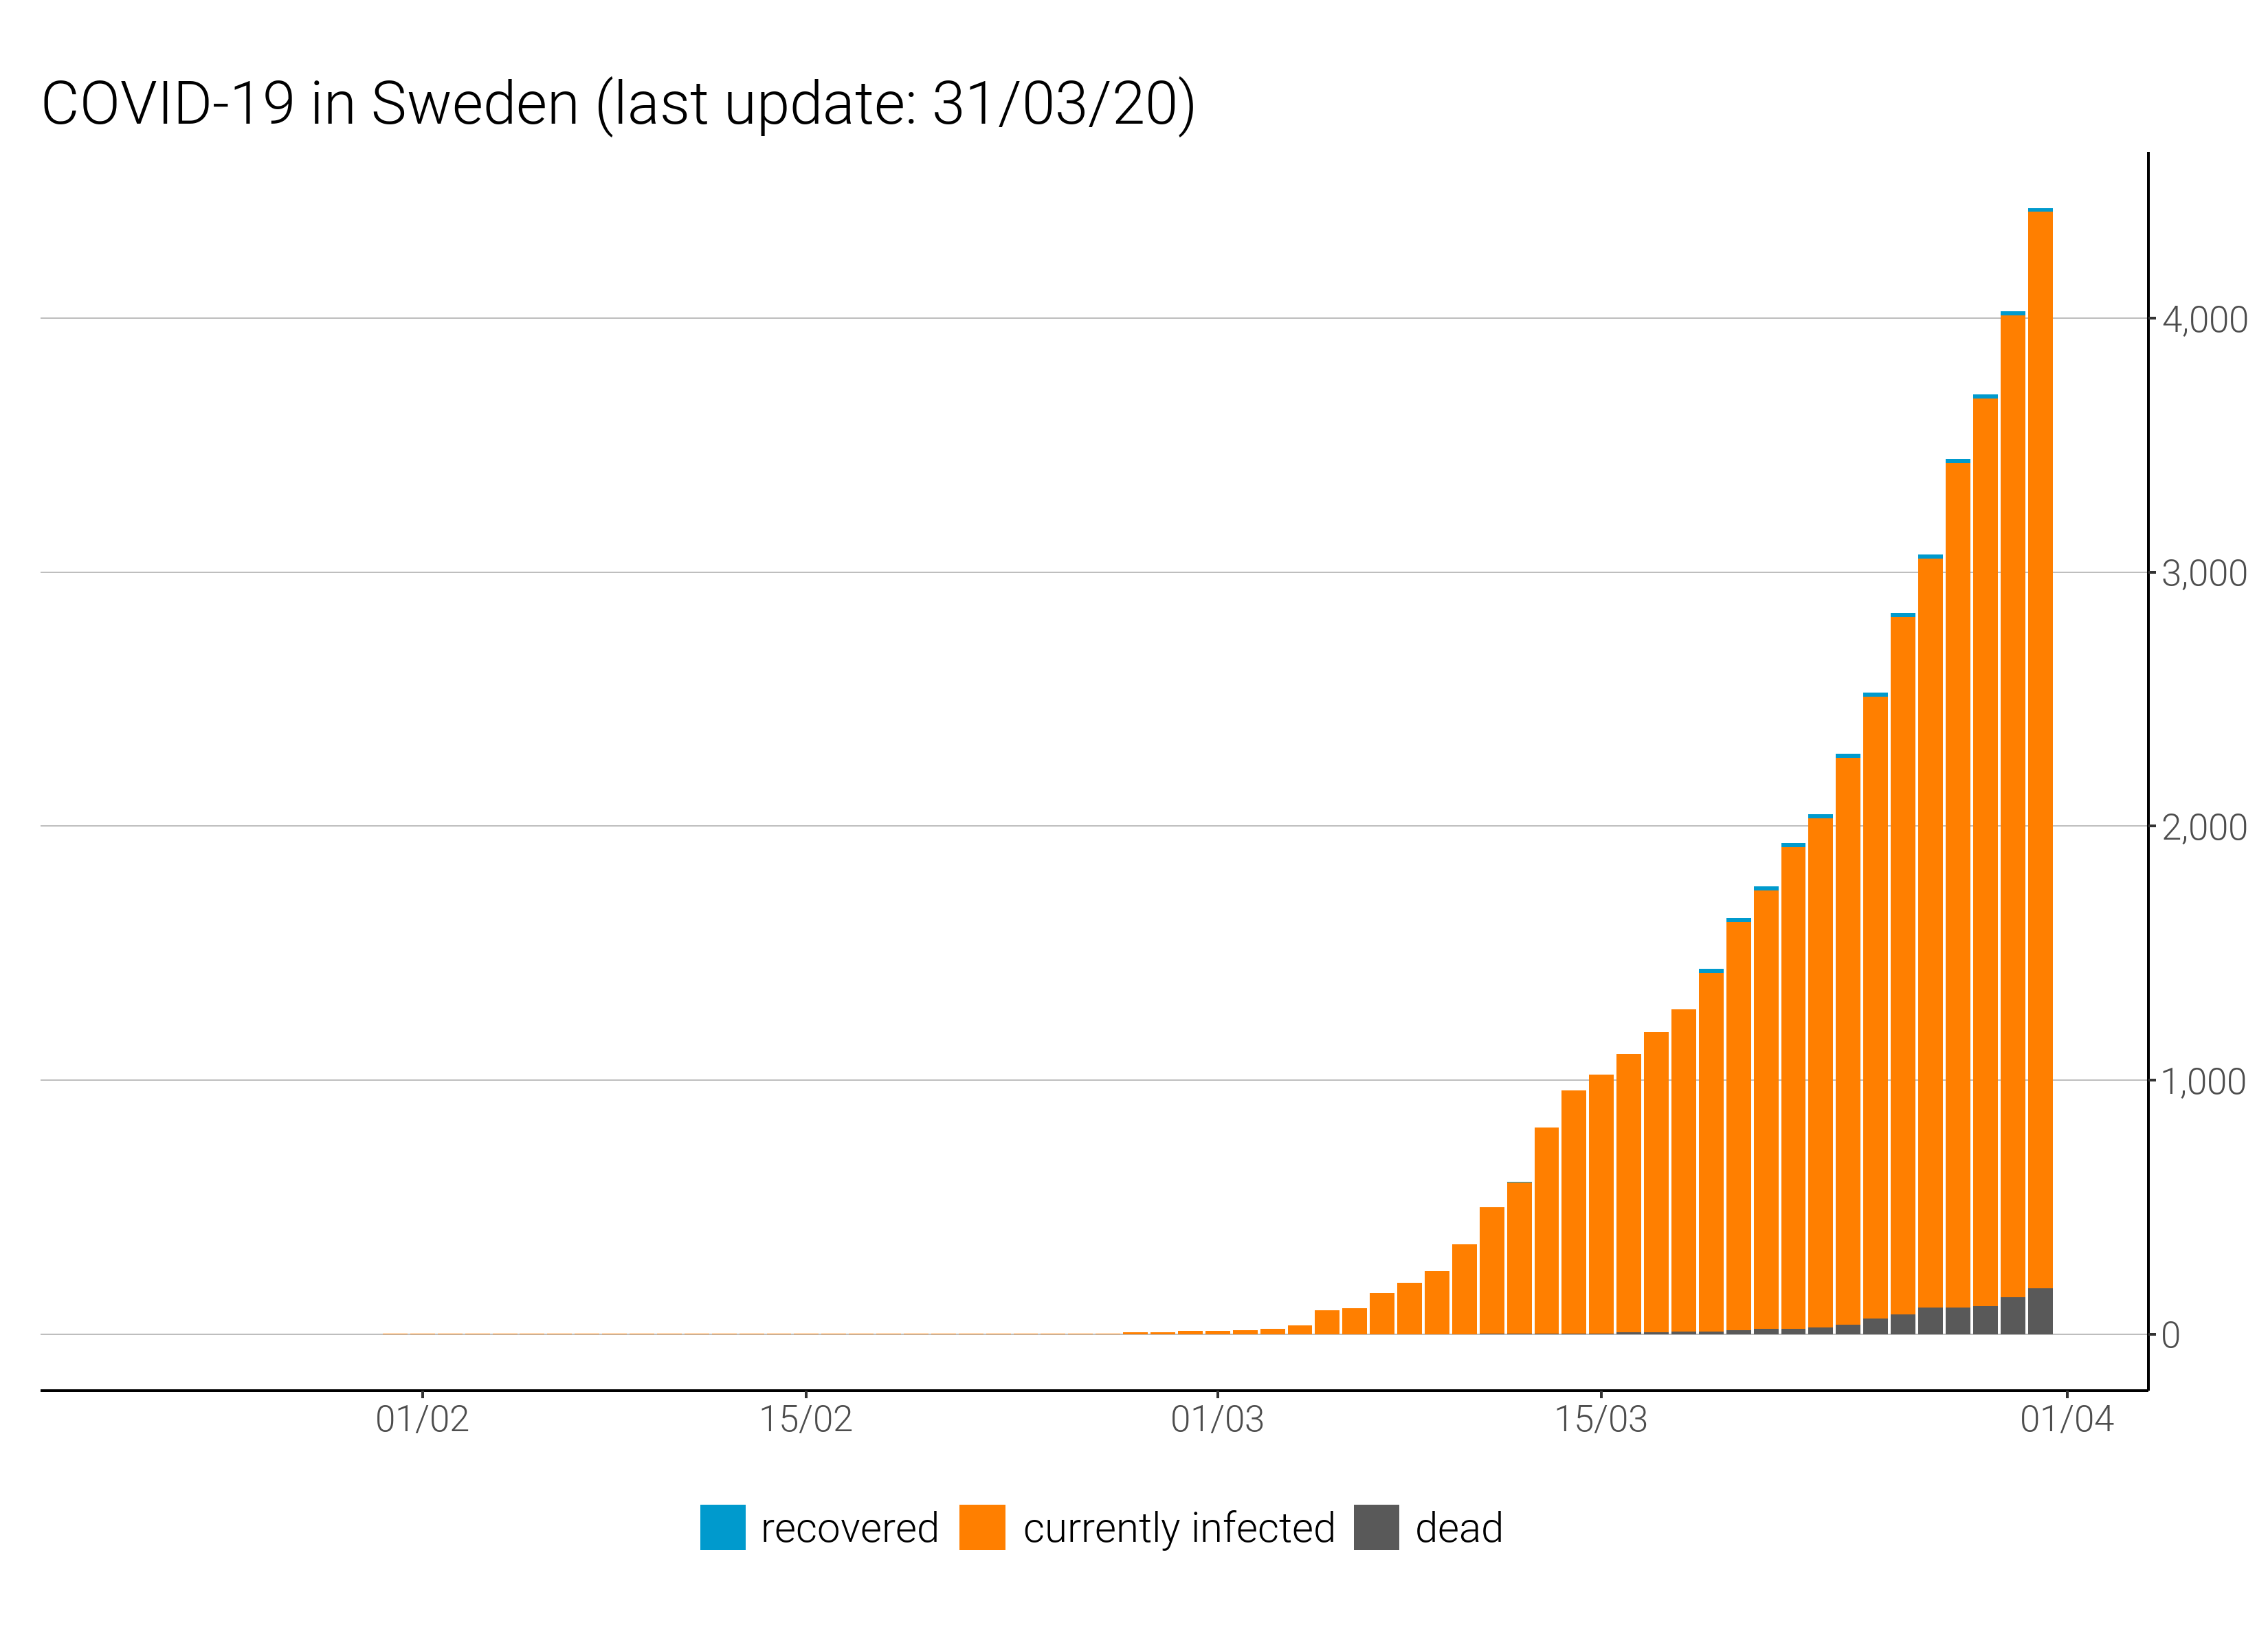 COVID-19 in Sweden (last update: 31/03/20)
4,000
3,000
2,000
1,000
0
01/02 15/02 01/03 15/03 01/04
recovered currently infected dead